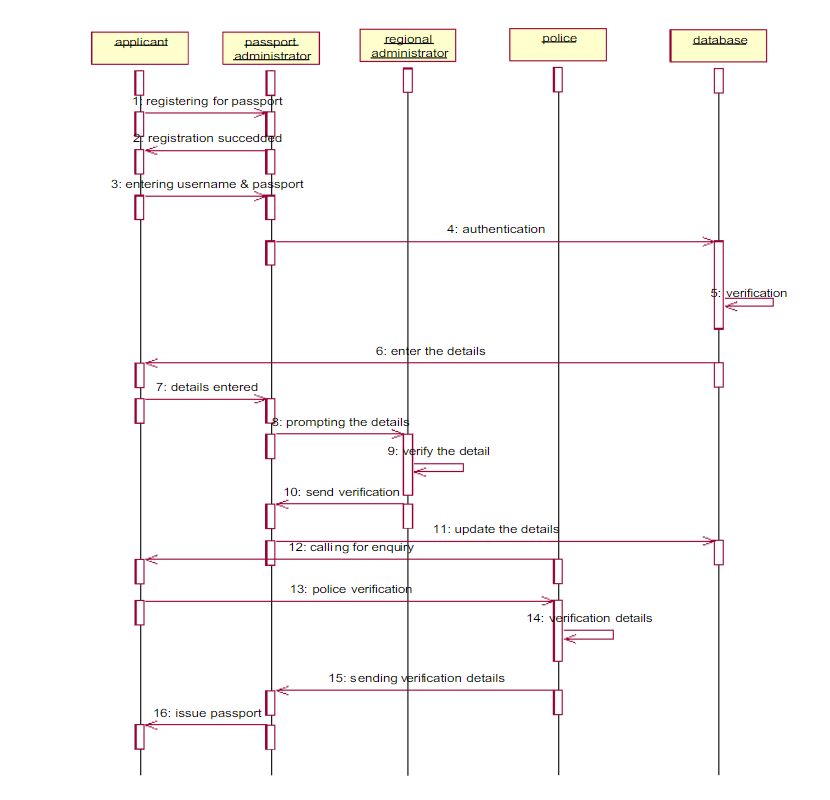 applicant
passport
administrator
regional
administrator
police
database
1: registering for passport
2: registration succedded
3: entering username & passport
4: authentication
5: verification
6: enter the details
7: details entered
8: prompting the details
9: verify the detail
10: send verification
11: update the details
12: calling for enquiry
13: police verification
14: verification details
15: sending verification details
16: issue passport